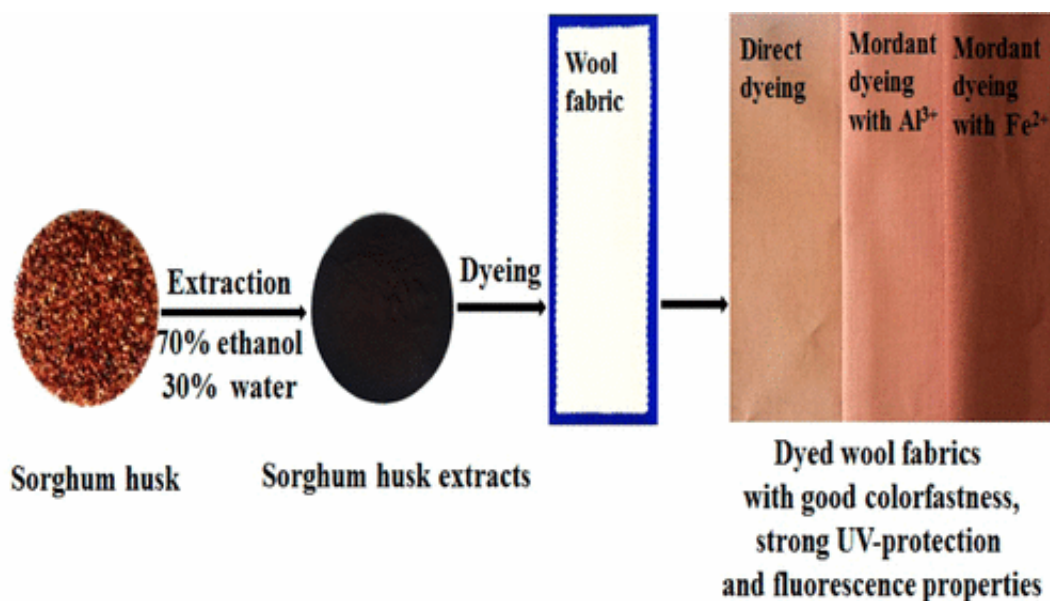 Sorghum husk
Extraction
70% ethanol
30% water
Sorghum husk extracts
Dyeing
Wool
fabric
Direct
dyeing
Mordant
dyeing
with Al³⁺
Mordant
dyeing
with Fe²⁺
Dyed wool fabrics
with good colorfastness,
strong UV-protection
and fluorescence properties